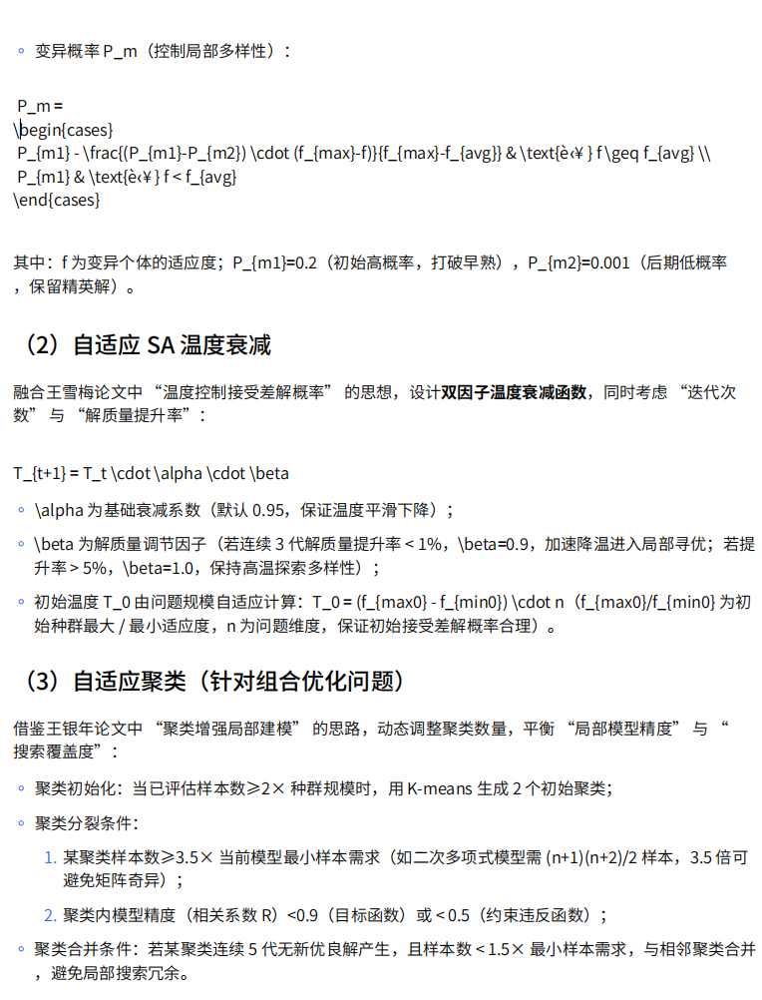 变异概率 P_m（控制局部多样性）：
P_m =
\begin{cases}
P_{m1} - \frac{(P_{m1}-P_{m2}) \cdot (f_{max}-f)}{f_{max}-f_{avg}} & \text{è‹¥ } f \geq f_{avg} \\
P_{m1} & \text{è‹¥ } f < f_{avg}
\end{cases}
其中：f 为变异个体的适应度；P_{m1}=0.2（初始高概率，打破早熟），P_{m2}=0.001（后期低概率
，保留精英解）。
（2）自适应 SA 温度衰减
融合王雪梅论文中 “温度控制接受差解概率” 的思想，设计双因子温度衰减函数，同时考虑 “迭代次
数” 与 “解质量提升率”：
T_{t+1} = T_t \cdot \alpha \cdot \beta
\alpha 为基础衰减系数（默认 0.95，保证温度平滑下降）；
\beta 为解质量调节因子（若连续 3 代解质量提升率 < 1%，\beta=0.9，加速降温进入局部寻优；若提
升率 > 5%，\beta=1.0，保持高温探索多样性）；
初始温度 T_0 由问题规模自适应计算：T_0 = (f_{max0} - f_{min0}) \cdot n（f_{max0}/f_{min0} 为初
始种群最大 / 最小适应度，n 为问题维度，保证初始接受差解概率合理）。
（3）自适应聚类（针对组合优化问题）
借鉴王银年论文中 “聚类增强局部建模” 的思路，动态调整聚类数量，平衡 “局部模型精度” 与 “
搜索覆盖度”：
聚类初始化：当已评估样本数≥2× 种群规模时，用 K-means 生成 2 个初始聚类；
聚类分裂条件：
1. 某聚类样本数≥3.5× 当前模型最小样本需求（如二次多项式模型需 (n+1)(n+2)/2 样本，3.5 倍可
避免矩阵奇异）；
2. 聚类内模型精度（相关系数 R）<0.9（目标函数）或 < 0.5（约束违反函数）；
聚类合并条件：若某聚类连续 5 代无新优良解产生，且样本数 < 1.5× 最小样本需求，与相邻聚类合并
，避免局部搜索冗余。